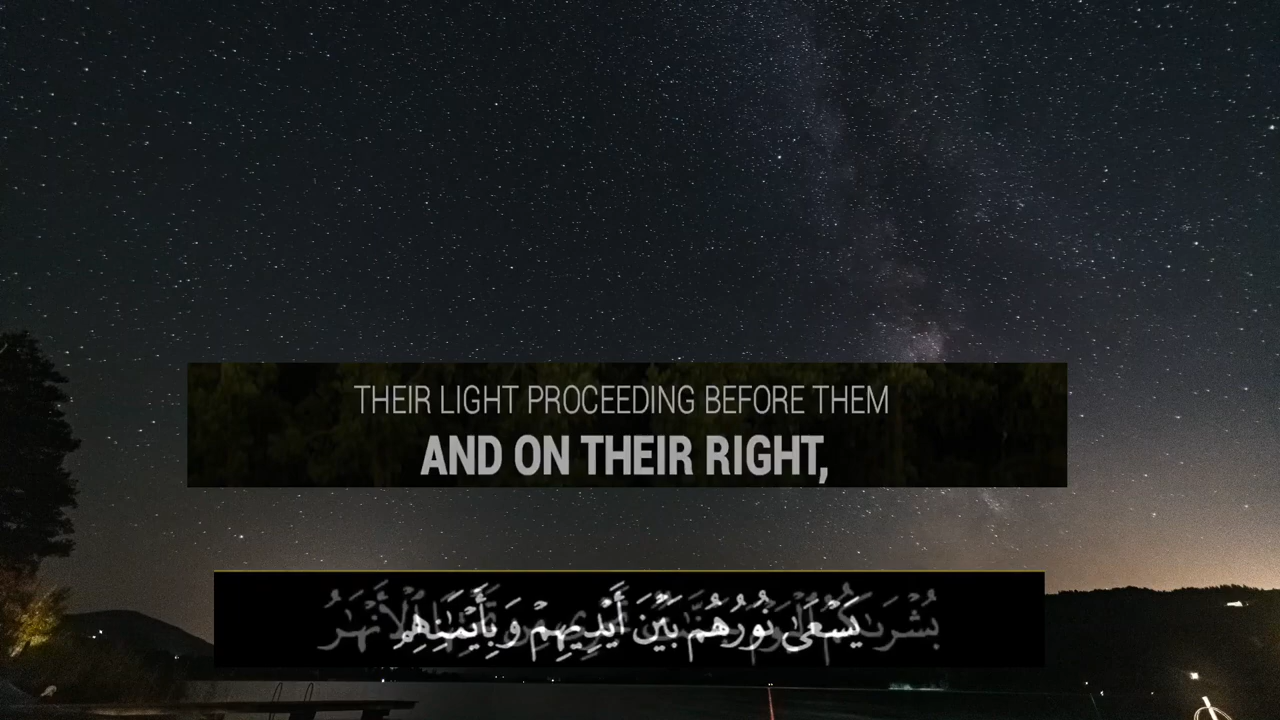 THEIR LIGHT PROCEEDING BEFORE THEM
AND ON THEIR RIGHT,
يَسْعَىٰ نُورُهُم بَيْنَ أَيْدِيهِمْ وَبِأَيْمَٰنِهِم